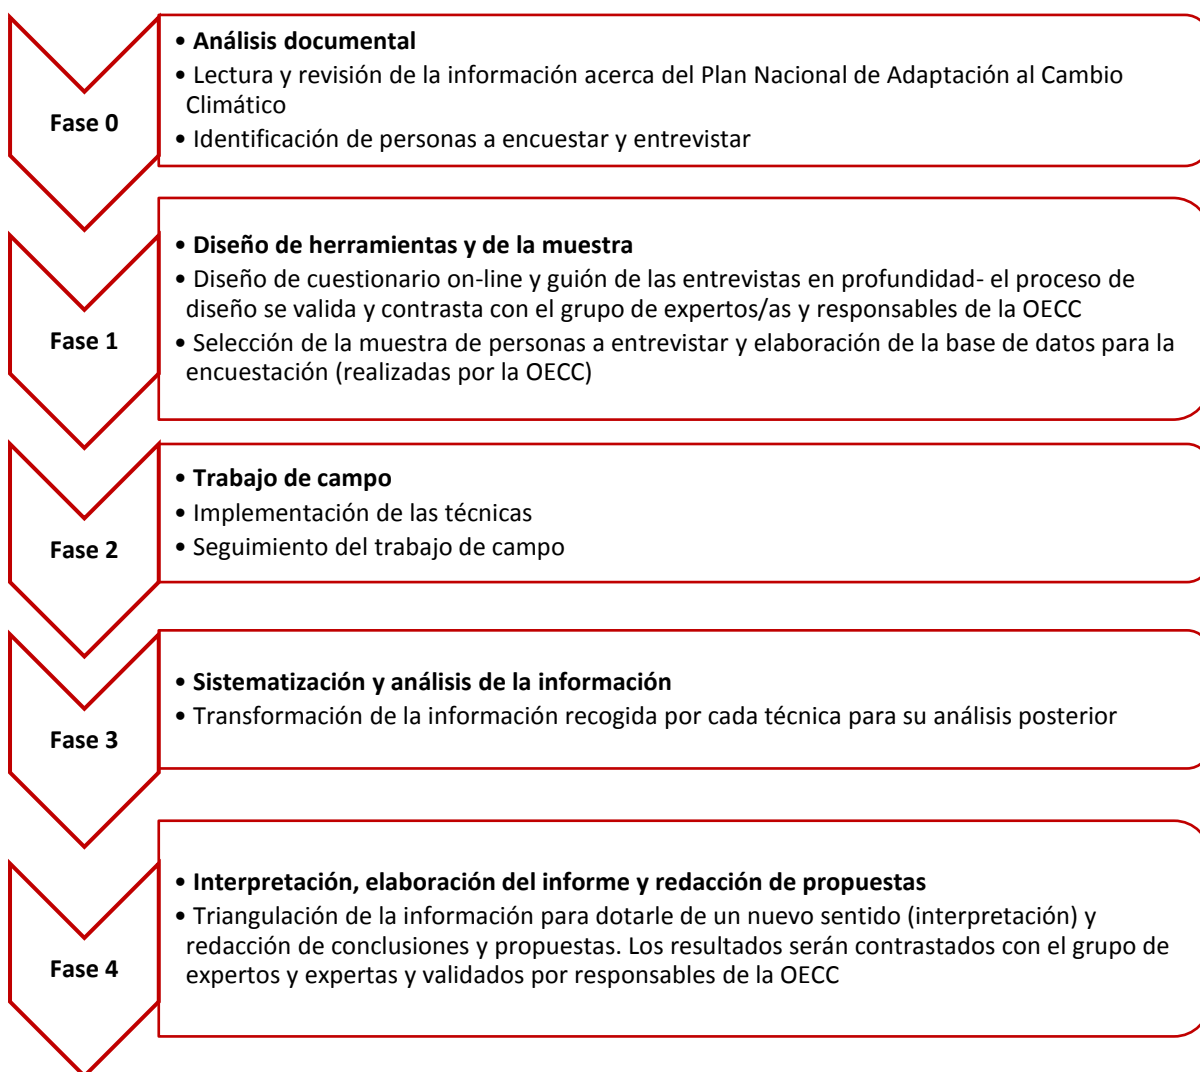 Fase 0
• Análisis documental
• Lectura y revisión de la información acerca del Plan Nacional de Adaptación al Cambio
Climático
• Identificación de personas a encuestar y entrevistar
Fase 1
• Diseño de herramientas y de la muestra
• Diseño de cuestionario on-line y guión de las entrevistas en profundidad- el proceso de
diseño se valida y contrasta con el grupo de expertos/as y responsables de la OECC
• Selección de la muestra de personas a entrevistar y elaboración de la base de datos para la
encuestación (realizadas por la OECC)
Fase 2
• Trabajo de campo
• Implementación de las técnicas
• Seguimiento del trabajo de campo
Fase 3
• Sistematización y análisis de la información
• Transformación de la información recogida por cada técnica para su análisis posterior
Fase 4
• Interpretación, elaboración del informe y redacción de propuestas
• Triangulación de la información para dotarle de un nuevo sentido (interpretación) y
redacción de conclusiones y propuestas. Los resultados serán contrastados con el grupo de
expertos y expertas y validados por responsables de la OECC